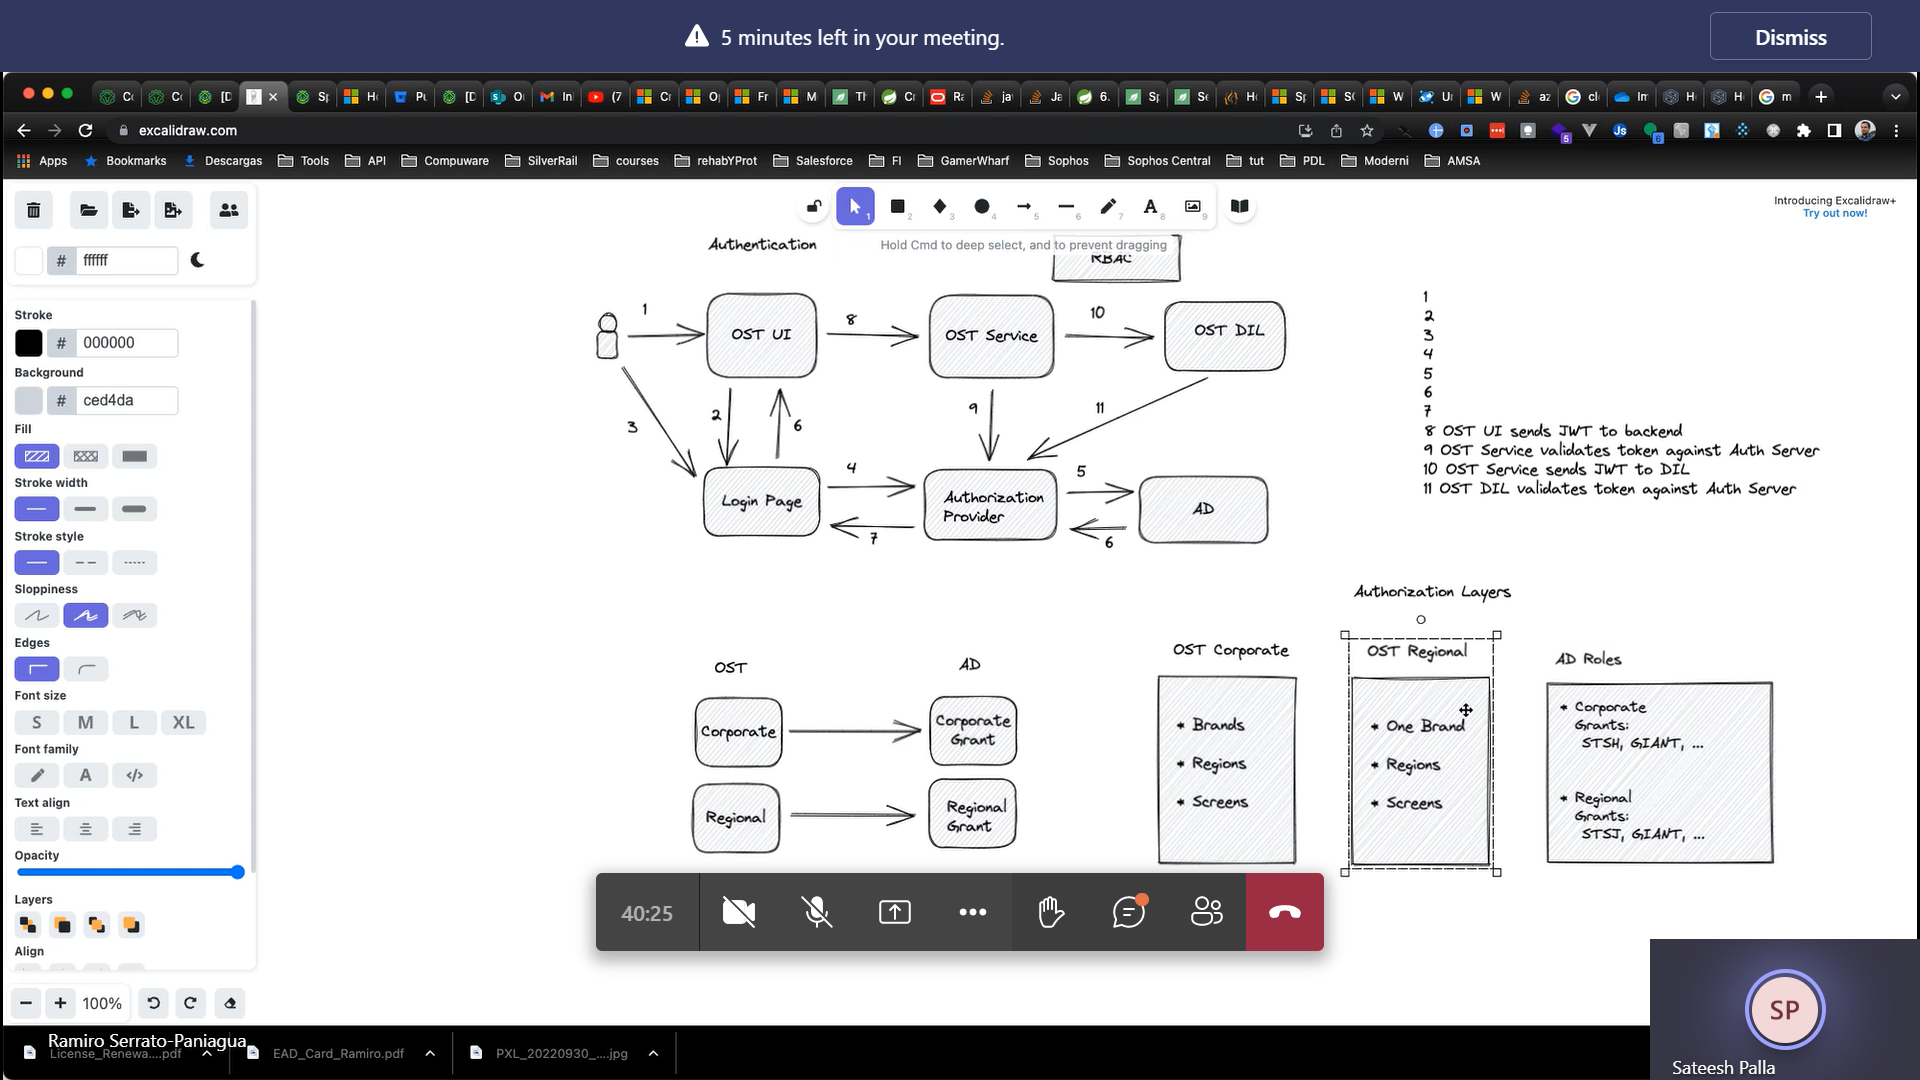 5 minutes left in your meeting.
Dismiss
excalidraw.com
Apps
Bookmarks
Descargas
Tools
API
Compuware
SilverRail
courses
rehabYProt
Salesforce
FI
GamerWharf
Sophos
Sophos Central
tut
PDL
Moderni
AMSA
Introducing Excalidraw+
Try out now!
Hold Cmd to deep select, and to prevent dragging
# ffffff
Stroke
# 000000
Background
# ced4da
Fill
Stroke width
Stroke style
Sloppiness
Edges
Font size
S M L XL
Font family
Text align
Opacity
Layers
Align
100%
Authentication
RBAC
1
OST UI
8
OST Service
10
OST DIL
3
2
6
9
11
Login Page
4
Authorization
Provider
5
AD
7
6
1
2
3
4
5
6
7
8 OST UI sends JWT to backend
9 OST Service validates token against Auth Server
10 OST Service sends JWT to DIL
11 OST DIL validates token against Auth Server
OST
AD
Corporate
Corporate
Grant
Regional
Regional
Grant
Authorization Layers
OST Corporate
* Brands
* Regions
* Screens
OST Regional
* One Brand
* Regions
* Screens
AD Roles
* Corporate
Grants:
STSH, GIANT, ...
* Regional
Grants:
STSJ, GIANT, ...
40:25
SP
Sateesh Palla
Ramiro Serrato-Paniagua
License_Renewa....pdf
EAD_Card_Ramiro.pdf
PXL_20220930_....jpg